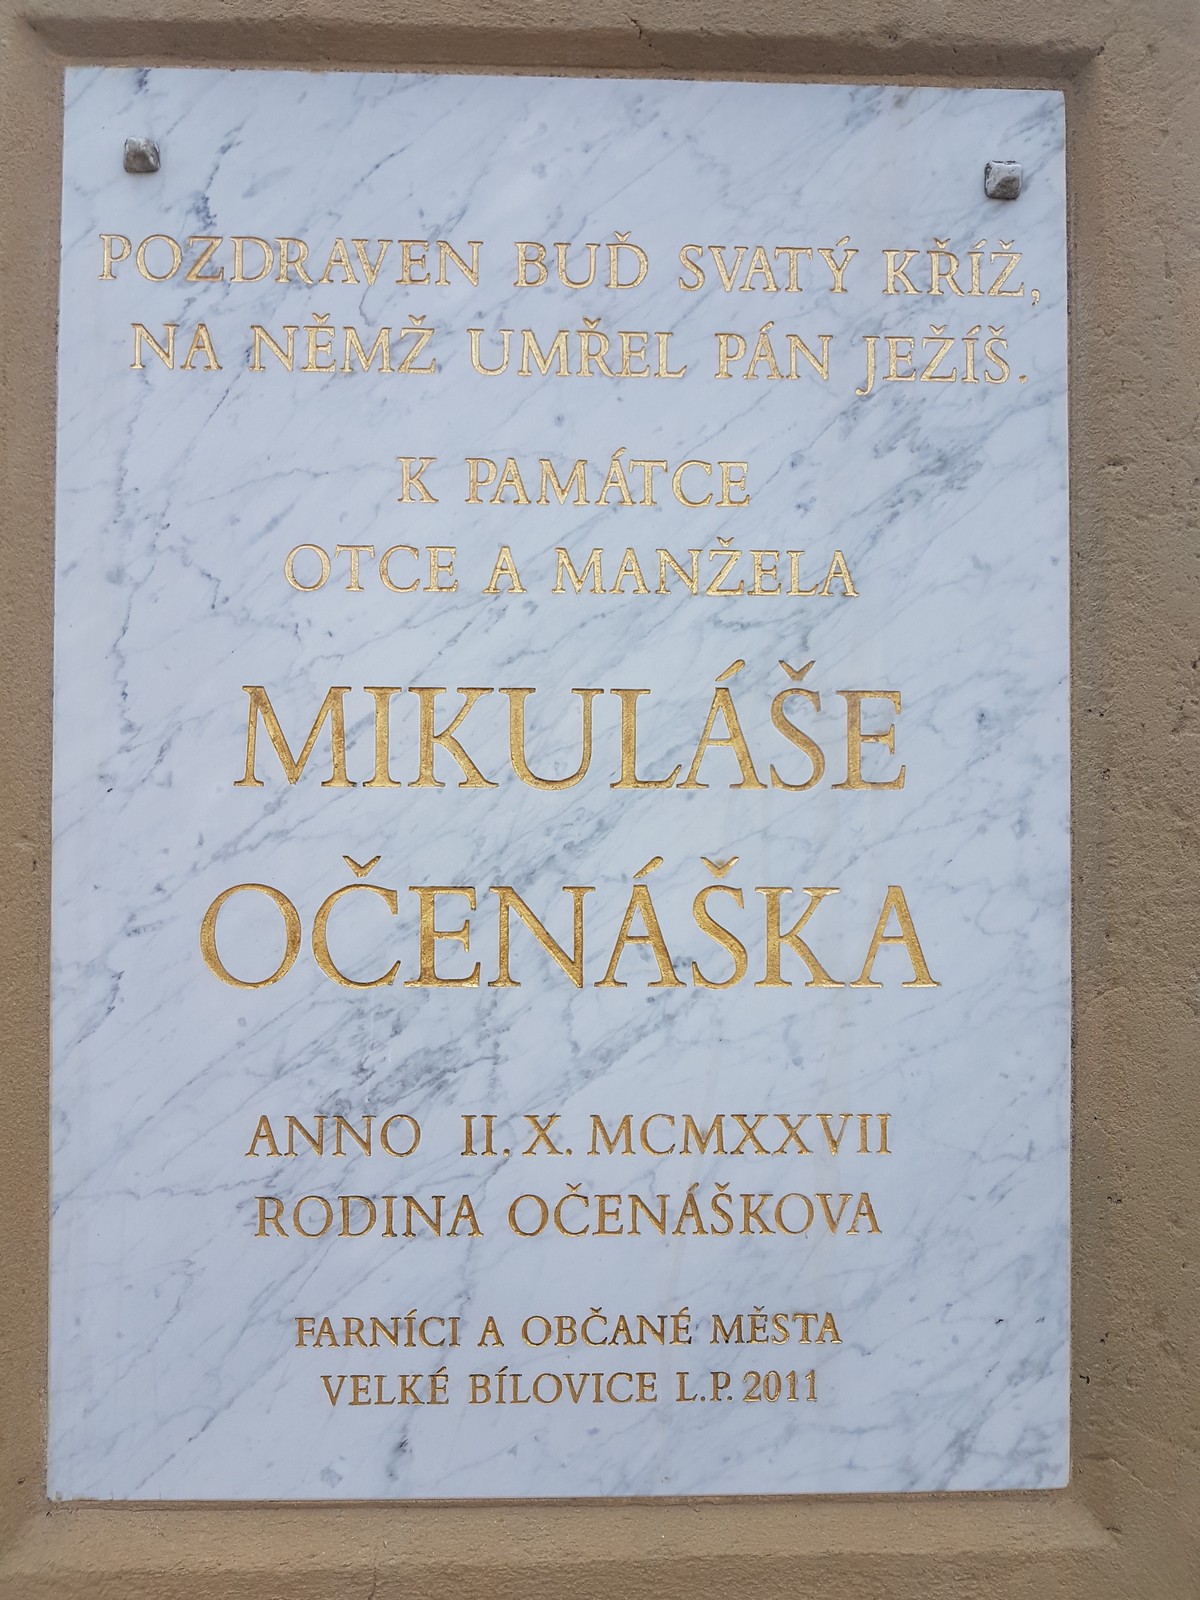 POZDRAVEN BUĎ SVATÝ KŘÍŽ,
NA NĚMŽ UMŘEL PÁN JEŽÍŠ.
K PAMÁTCE
OTCE A MANŽELA
MIKULÁŠE
OČENÁŠKA
ANNO II. X. MCMXXVII
RODINA OČENÁŠKOVA
FARNÍCI A OBČANÉ MĚSTA
VELKÉ BÍLOVICE L.P. 2011